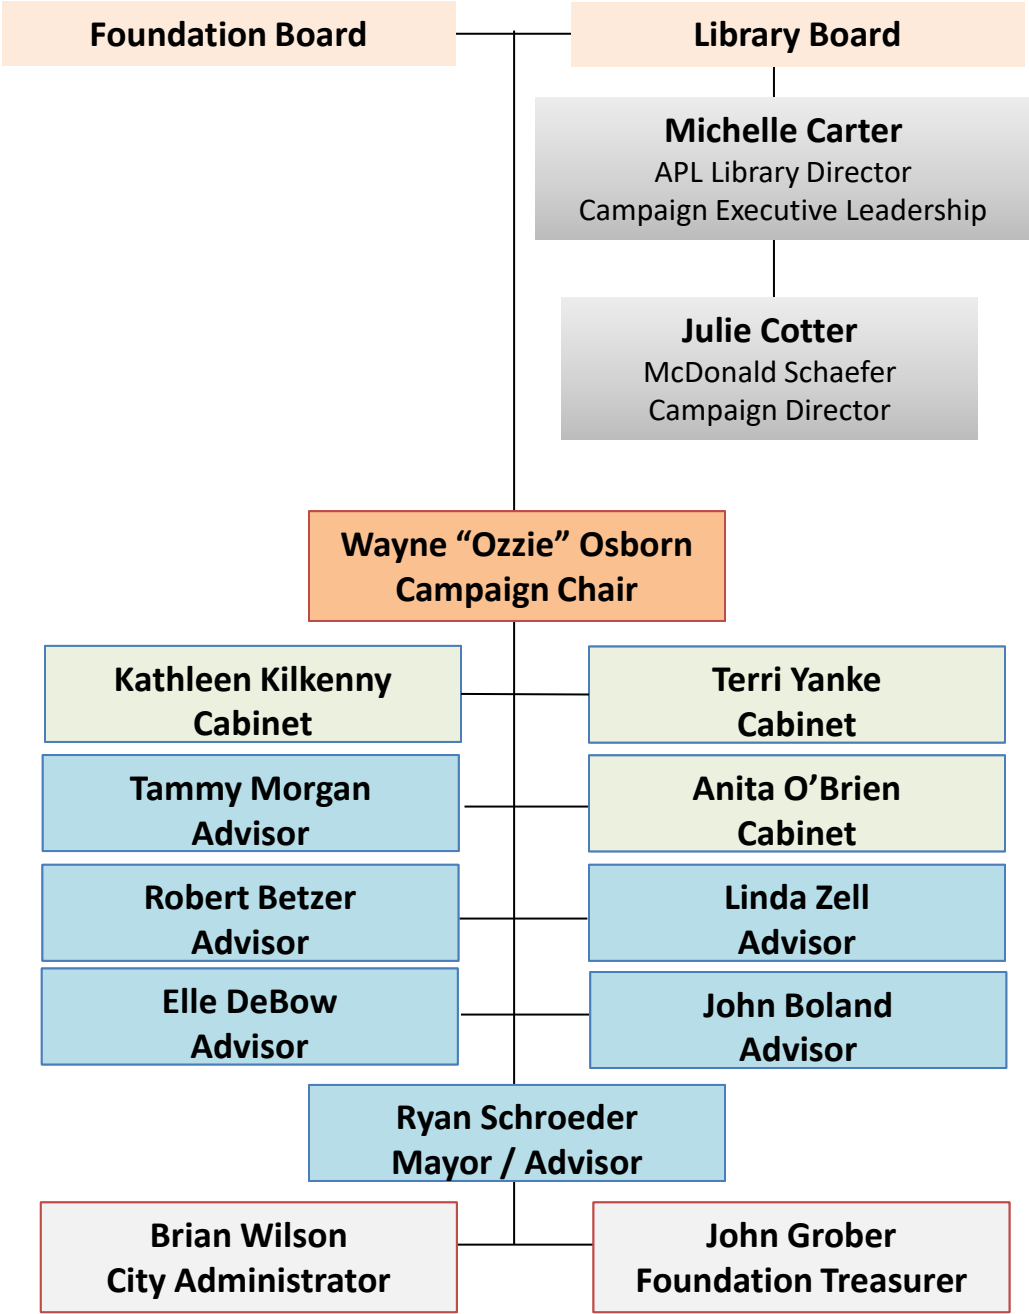 Foundation Board
Library Board
Michelle Carter
APL Library Director
Campaign Executive Leadership
Julie Cotter
McDonald Schaefer
Campaign Director
Wayne “Ozzie” Osborn
Campaign Chair
Kathleen Kilkenny
Cabinet
Terri Yanke
Cabinet
Tammy Morgan
Advisor
Anita O’Brien
Cabinet
Robert Betzer
Advisor
Linda Zell
Advisor
Elle DeBow
Advisor
John Boland
Advisor
Ryan Schroeder
Mayor / Advisor
Brian Wilson
City Administrator
John Grober
Foundation Treasurer